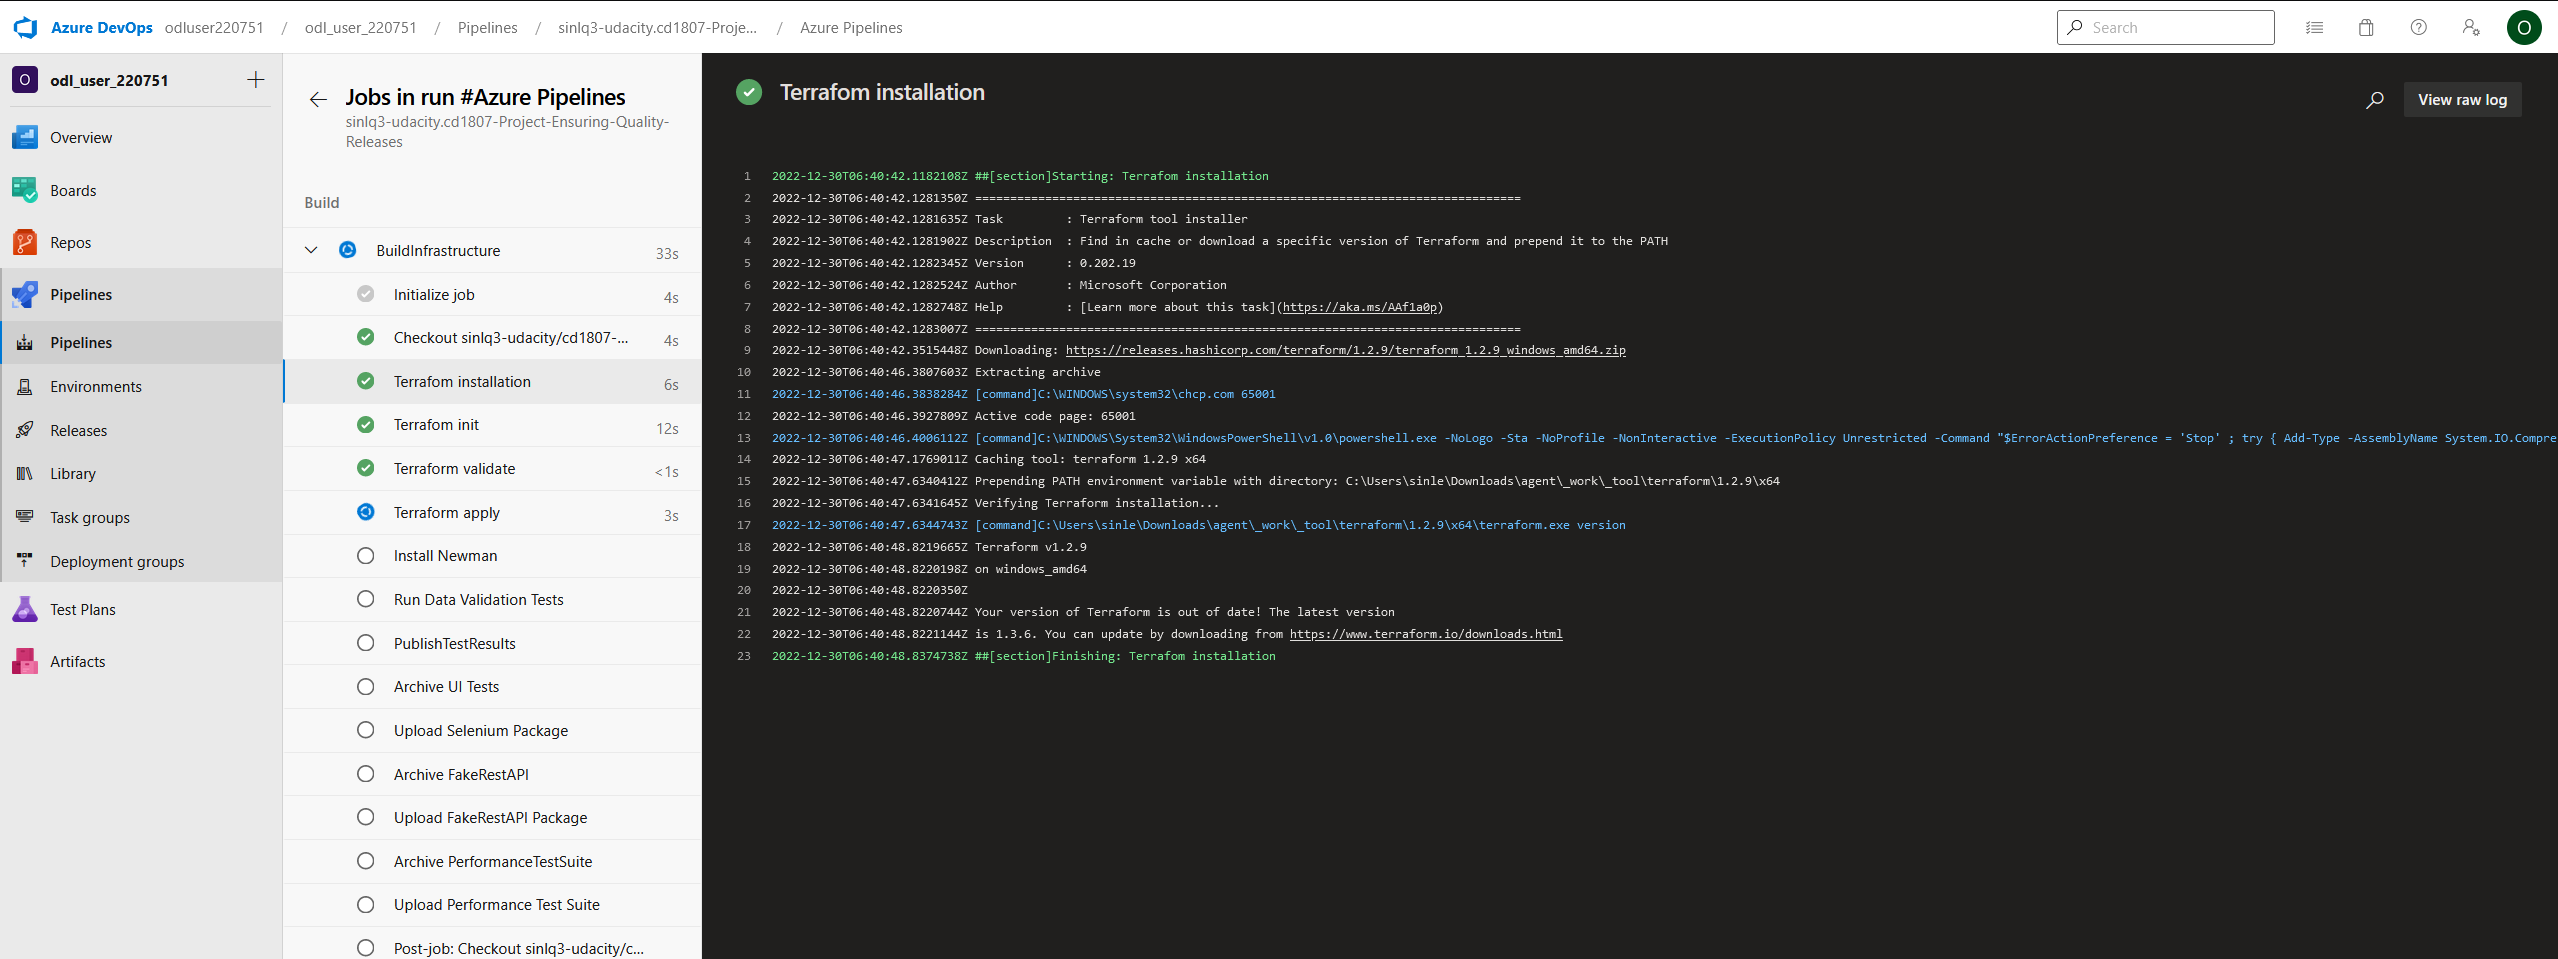 Azure DevOps odluser220751 / odl_user_220751 / Pipelines / sinlq3-udacity.cd1807-Proje... / Azure Pipelines
Search
O
O odl_user_220751
Overview
Boards
Repos
Pipelines
Pipelines
Environments
Releases
Library
Task groups
Deployment groups
Test Plans
Artifacts
Jobs in run #Azure Pipelines
sinlq3-udacity.cd1807-Project-Ensuring-Quality-
Releases
Build
BuildInfrastructure 33s
Initialize job 4s
Checkout sinlq3-udacity/cd1807-... 4s
Terrafom installation 6s
Terrafom init 12s
Terraform validate <1s
Terraform apply 3s
Install Newman
Run Data Validation Tests
PublishTestResults
Archive UI Tests
Upload Selenium Package
Archive FakeRestAPI
Upload FakeRestAPI Package
Archive PerformanceTestSuite
Upload Performance Test Suite
Post-job: Checkout sinlq3-udacity/c...
Terrafom installation
View raw log
1 2022-12-30T06:40:42.1182108Z ##[section]Starting: Terrafom installation
2 2022-12-30T06:40:42.1281350Z ==============================================================================
3 2022-12-30T06:40:42.1281635Z Task : Terraform tool installer
4 2022-12-30T06:40:42.1281902Z Description : Find in cache or download a specific version of Terraform and prepend it to the PATH
5 2022-12-30T06:40:42.1282345Z Version : 0.202.19
6 2022-12-30T06:40:42.1282524Z Author : Microsoft Corporation
7 2022-12-30T06:40:42.1282748Z Help : [Learn more about this task](https://aka.ms/AAf1a0p)
8 2022-12-30T06:40:42.1283007Z ==============================================================================
9 2022-12-30T06:40:42.3515448Z Downloading: https://releases.hashicorp.com/terraform/1.2.9/terraform_1.2.9_windows_amd64.zip
10 2022-12-30T06:40:46.3807603Z Extracting archive
11 2022-12-30T06:40:46.3838284Z [command]C:\WINDOWS\system32\chcp.com 65001
12 2022-12-30T06:40:46.3927809Z Active code page: 65001
13 2022-12-30T06:40:46.4006112Z [command]C:\WINDOWS\System32\WindowsPowerShell\v1.0\powershell.exe -NoLogo -Sta -NoProfile -NonInteractive -ExecutionPolicy Unrestricted -Command "$ErrorActionPreference = 'Stop' ; try { Add-Type -AssemblyName System.IO.Compre
14 2022-12-30T06:40:47.1769011Z Caching tool: terraform 1.2.9 x64
15 2022-12-30T06:40:47.6340412Z Prepending PATH environment variable with directory: C:\Users\sinle\Downloads\agent\_work\_tool\terraform\1.2.9\x64
16 2022-12-30T06:40:47.6341645Z Verifying Terraform installation...
17 2022-12-30T06:40:47.6344743Z [command]C:\Users\sinle\Downloads\agent\_work\_tool\terraform\1.2.9\x64\terraform.exe version
18 2022-12-30T06:40:48.8219665Z Terraform v1.2.9
19 2022-12-30T06:40:48.8220198Z on windows_amd64
20 2022-12-30T06:40:48.8220350Z
21 2022-12-30T06:40:48.8220744Z Your version of Terraform is out of date! The latest version
22 2022-12-30T06:40:48.8221144Z is 1.3.6. You can update by downloading from https://www.terraform.io/downloads.html
23 2022-12-30T06:40:48.8374738Z ##[section]Finishing: Terrafom installation